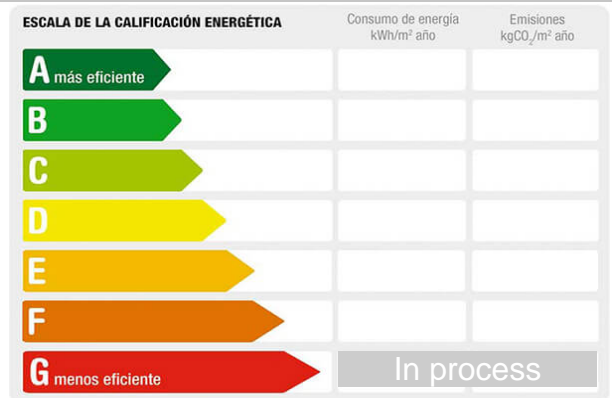 ESCALA DE LA CALIFICACIÓN ENERGÉTICA
Consumo de energía
kWh/m² año
Emisiones
kgCO₂/m² año
A más eficiente
B
C
D
E
F
G menos eficiente
In process